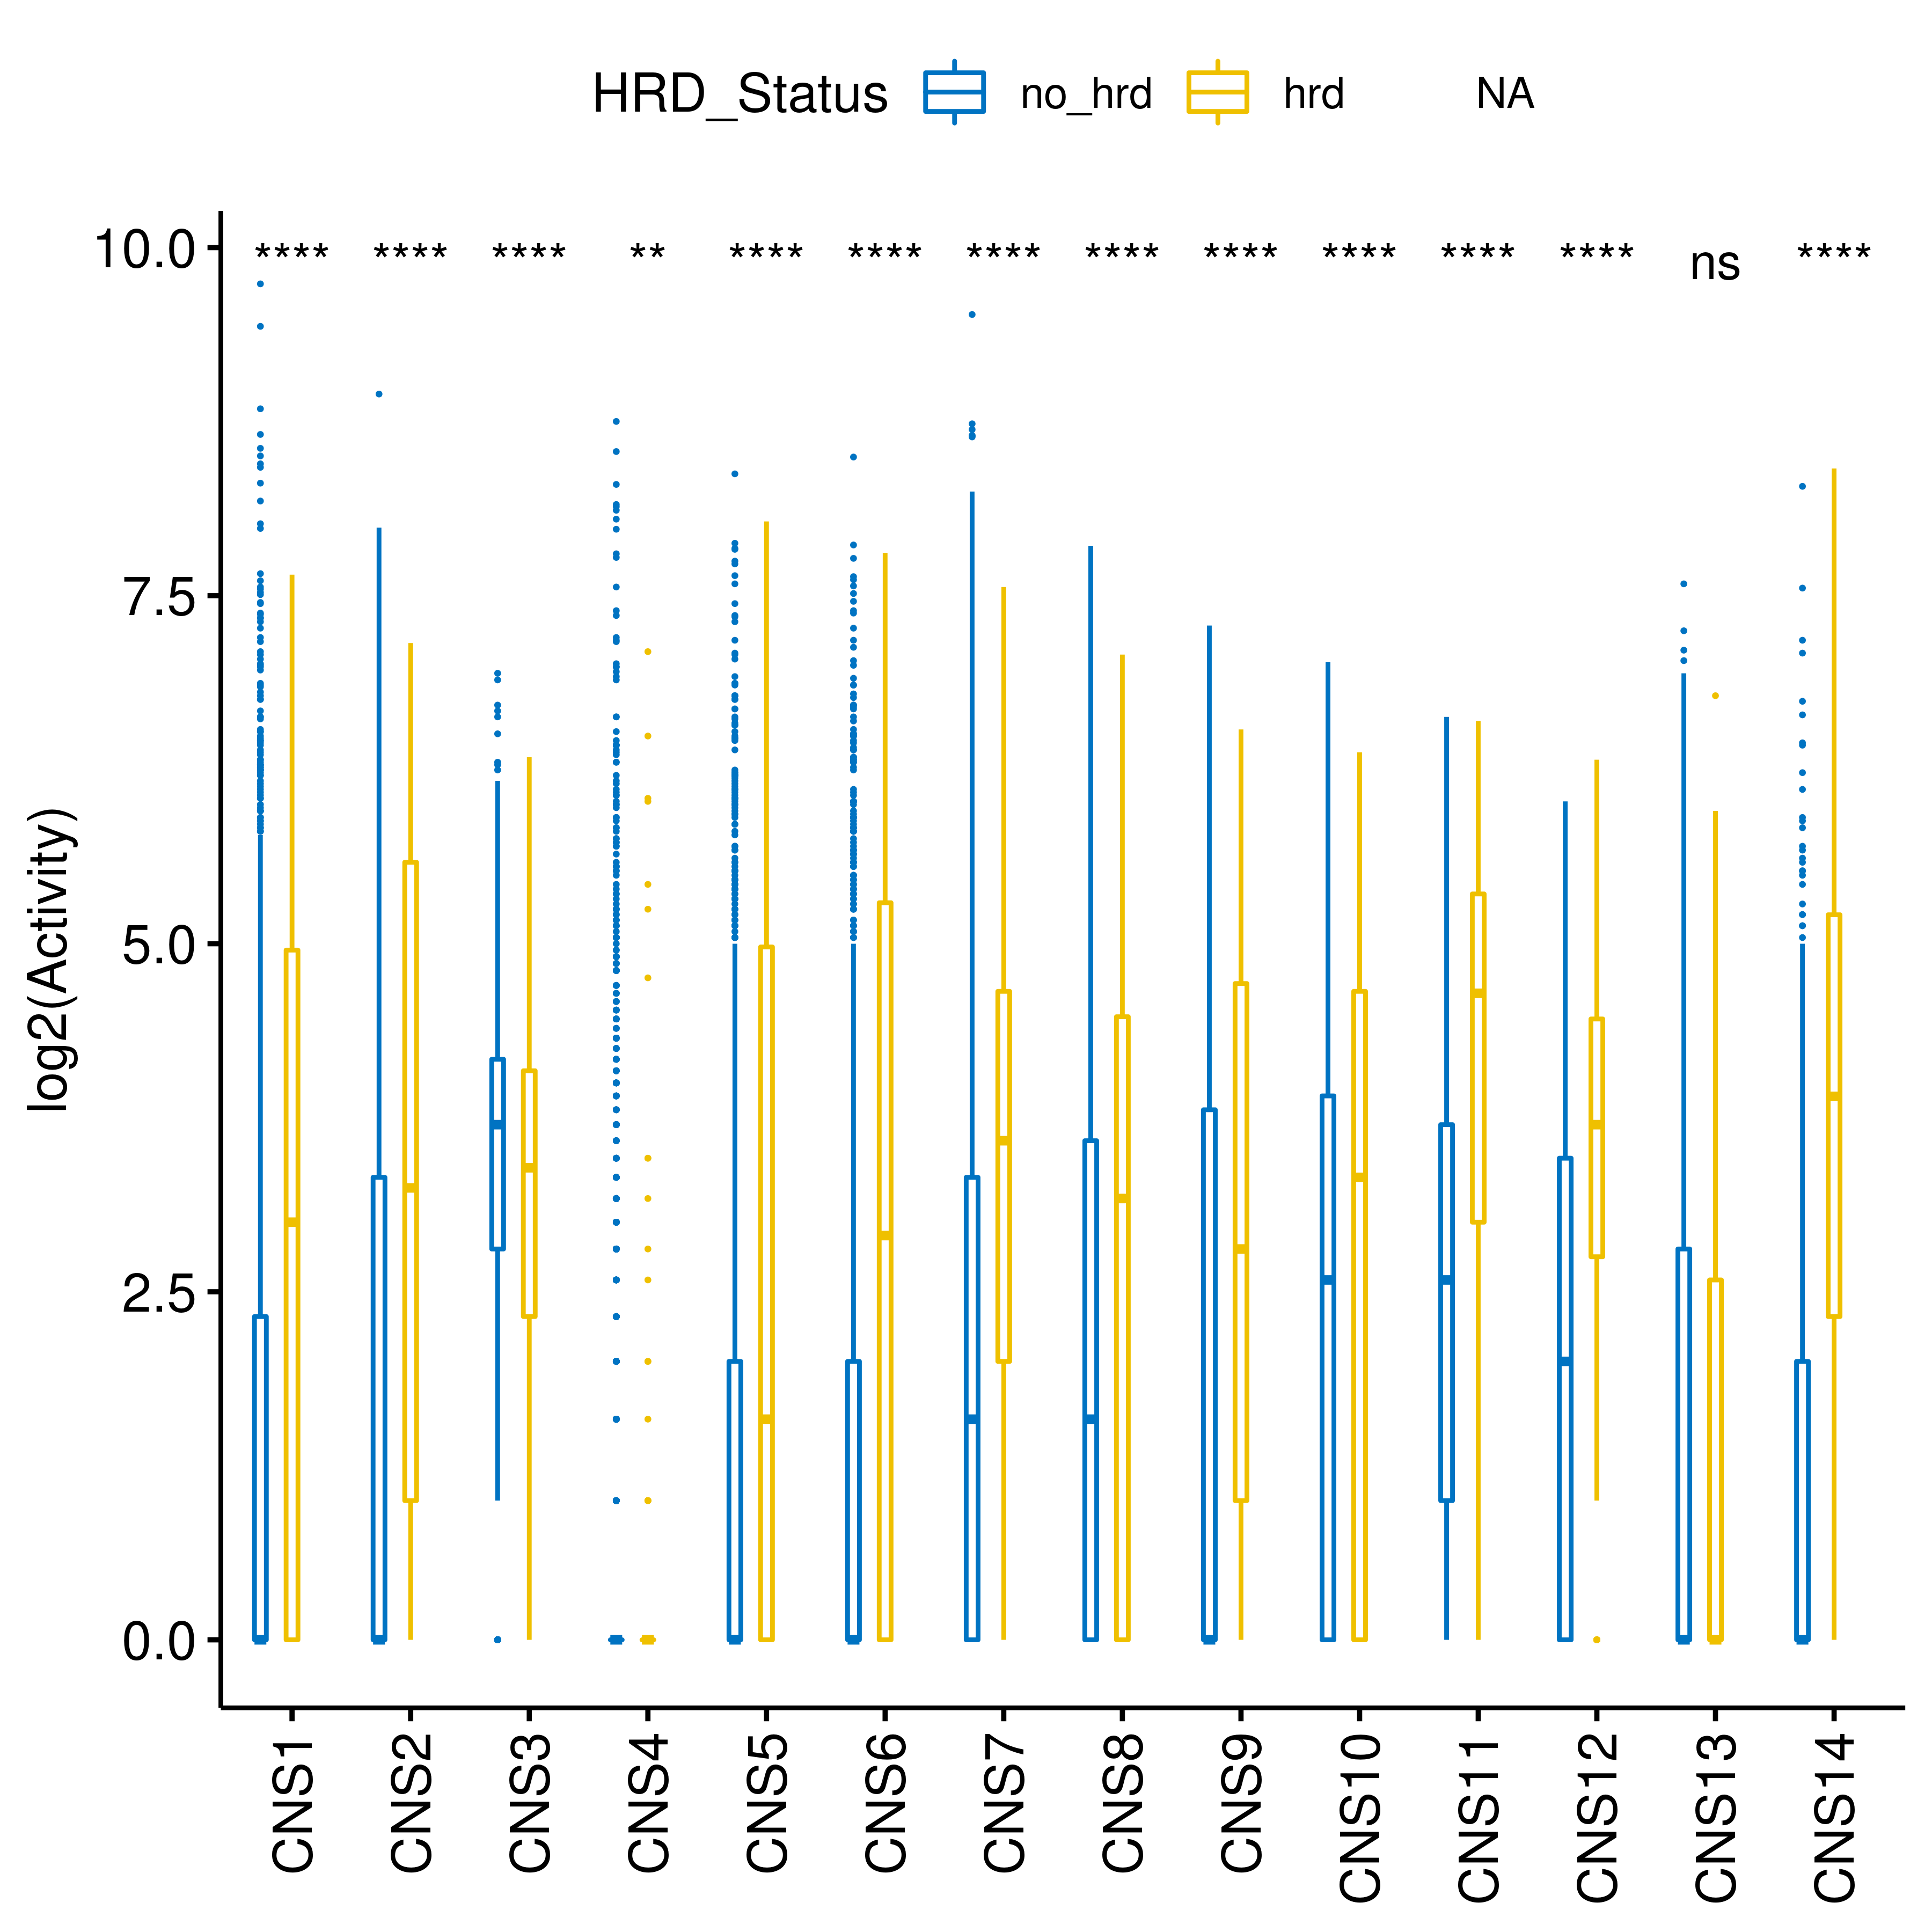 HRD_Status no_hrd hrd NA
10.0
7.5
5.0
2.5
0.0
log2(Activity)
**** **** **** ** **** **** **** **** **** **** **** **** ns ****
CNS1 CNS2 CNS3 CNS4 CNS5 CNS6 CNS7 CNS8 CNS9 CNS10 CNS11 CNS12 CNS13 CNS14